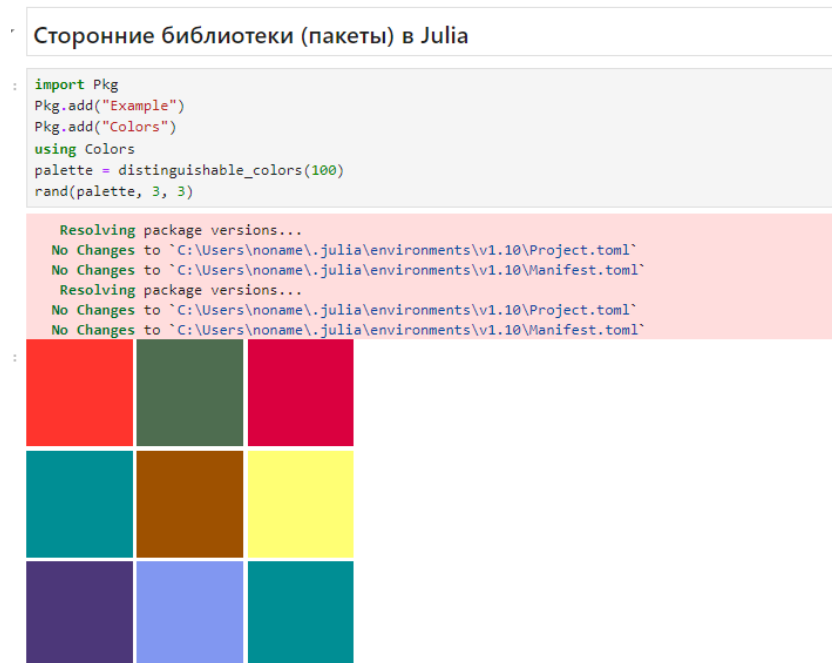 Сторонние библиотеки (пакеты) в Julia
import Pkg
Pkg.add("Example")
Pkg.add("Colors")
using Colors
palette = distinguishable_colors(100)
rand(palette, 3, 3)
Resolving package versions...
No Changes to `C:\Users\noname\.julia\environments\v1.10\Project.toml`
No Changes to `C:\Users\noname\.julia\environments\v1.10\Manifest.toml`
Resolving package versions...
No Changes to `C:\Users\noname\.julia\environments\v1.10\Project.toml`
No Changes to `C:\Users\noname\.julia\environments\v1.10\Manifest.toml`